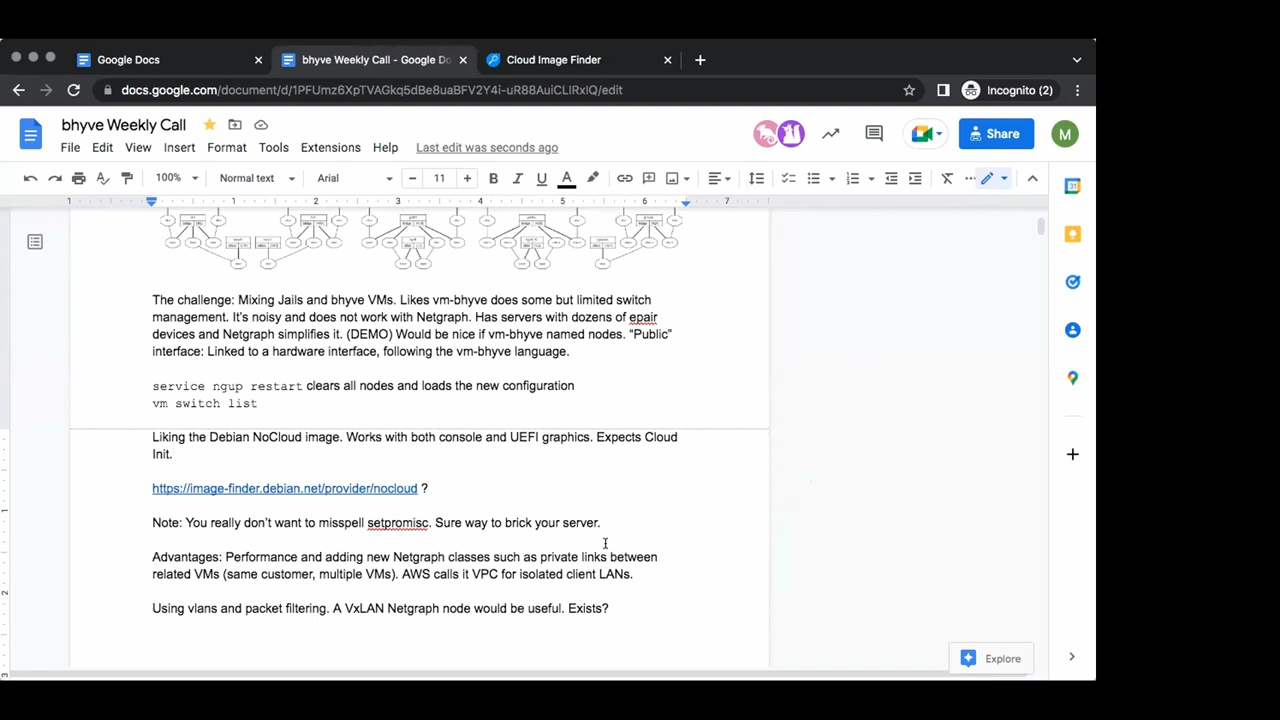 Google Docs
bhyve Weekly Call - Google Do
Cloud Image Finder
docs.google.com/document/d/1PFUmz6XpTVAGkq5dBe8uaBFV2Y4i-uR88AuiCLlRxlQ/edit
Incognito (2)
bhyve Weekly Call
Share
M
File Edit View Insert Format Tools Extensions Help Last edit was seconds ago
100% Normal text Arial 11
1 1 2 3 4 5 6 7
The challenge: Mixing Jails and bhyve VMs. Likes vm-bhyve does some but limited switch
management. It's noisy and does not work with Netgraph. Has servers with dozens of epair
devices and Netgraph simplifies it. (DEMO) Would be nice if vm-bhyve named nodes. "Public"
interface: Linked to a hardware interface, following the vm-bhyve language.
service ngup restart clears all nodes and loads the new configuration
vm switch list
Liking the Debian NoCloud image. Works with both console and UEFI graphics. Expects Cloud
Init.
https://image-finder.debian.net/provider/nocloud ?
Note: You really don't want to misspell setpromisc. Sure way to brick your server.
Advantages: Performance and adding new Netgraph classes such as private links between
related VMs (same customer, multiple VMs). AWS calls it VPC for isolated client LANs.
Using vlans and packet filtering. A VxLAN Netgraph node would be useful. Exists?
Explore